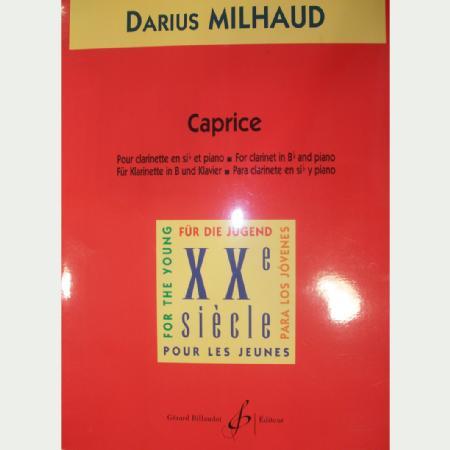 DARIUS MILHAUD
Caprice
Pour clarinette en si♭ et piano ■ For clarinet in B♭ and piano
Für Klarinette in B und Klavier ■ Para clarinete en si♭ y piano
FÜR DIE JUGEND
FOR THE YOUNG
XXe
siècle
PARA LOS JÓVENES
POUR LES JEUNES
Gérard Billaudot Éditeur